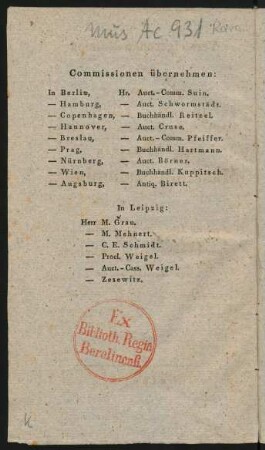 Mus Ac 931
Commissionen übernehmen:
In Berlin, Hr. Auct.-Comm. Suin.
— Hamburg, — Auct. Schwormstädt.
— Copenhagen, — Buchhändl. Reitzel.
— Hannover, — Auct. Cruse.
— Breslau, — Auct.-Comm. Pfeiffer.
— Prag, — Buchhändl. Hartmann.
— Nürnberg, — Auct. Börner.
— Wien, — Buchhändl. Kuppitsch.
— Augsburg, — Antiq. Birett.
In Leipzig:
Herr M. Grau.
— M. Mehnert.
— C. E. Schmidt.
— Procl. Weigel.
— Auct.-Cass. Weigel.
— Zesewitz.
EX
Biblioth. Regia
Berolinensi.